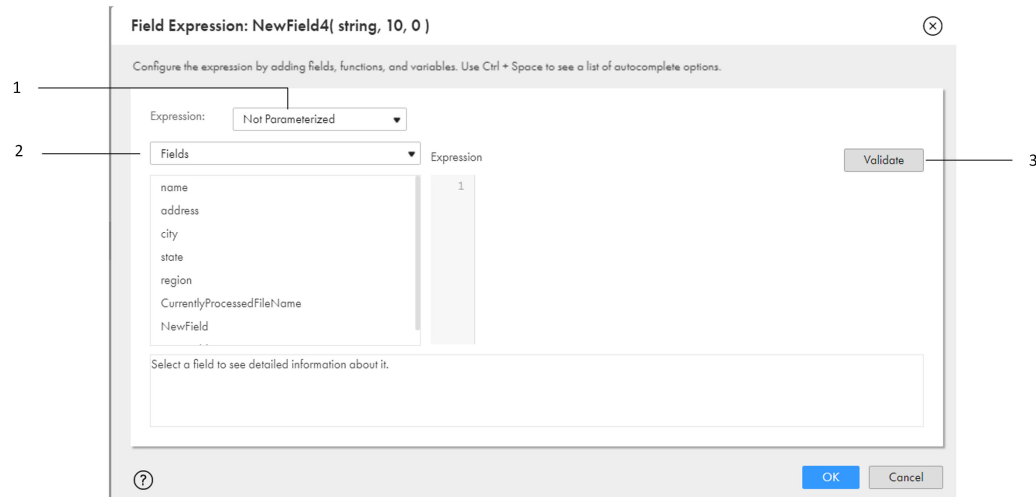 Field Expression: NewField4( string, 10, 0 )
Configure the expression by adding fields, functions, and variables. Use Ctrl + Space to see a list of autocomplete options.
1
Expression: Not Parameterized
2
Fields Expression Validate 3
name 1
address
city
state
region
CurrentlyProcessedFileName
NewField
Select a field to see detailed information about it.
? OK Cancel